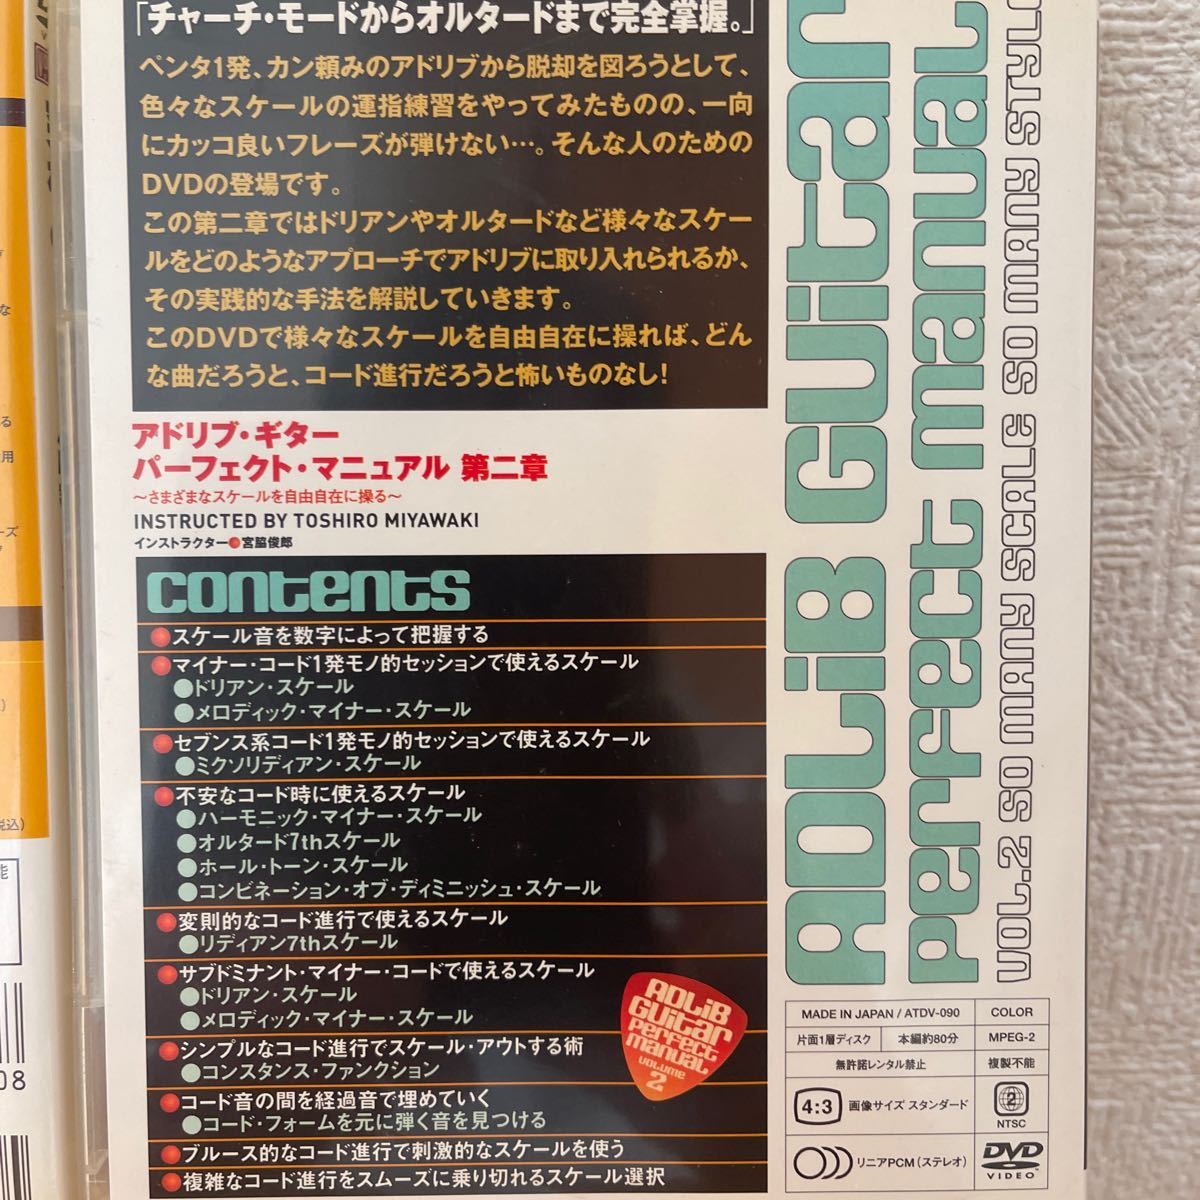 「チャーチ・モードからオルタードまで完全掌握。」
ペンタ1発、カン頼みのアドリブから脱却を図ろうとして、
色々なスケールの運指練習をやってみたものの、一向
にカッコ良いフレーズが弾けない…。そんな人のための
DVDの登場です。
この第二章ではドリアンやオルタードなど様々なスケー
ルをどのようなアプローチでアドリブに取り入れられるか、
その実践的な手法を解説していきます。
このDVDで様々なスケールを自由自在に操れば、どん
な曲だろうと、コード進行だろうと怖いものなし!
アドリブ・ギター
パーフェクト・マニュアル 第二章
〜さまざまなスケールを自由自在に操る〜
INSTRUCTED BY TOSHIRO MIYAWAKI
インストラクター●宮脇俊郎
contents
●スケール音を数字によって把握する
●マイナー・コード1発モノ的セッションで使えるスケール
●ドリアン・スケール
●メロディック・マイナー・スケール
●セブンス系コード1発モノ的セッションで使えるスケール
●ミクソリディアン・スケール
●不安なコード時に使えるスケール
●ハーモニック・マイナー・スケール
●オルタード7thスケール
●ホール・トーン・スケール
●コンビネーション・オブ・ディミニッシュ・スケール
●変則的なコード進行で使えるスケール
●リディアン7thスケール
●サブドミナント・マイナー・コードで使えるスケール
●ドリアン・スケール
●メロディック・マイナー・スケール
●シンプルなコード進行でスケール・アウトする術
●コンスタンス・ファンクション
●コード音の間を経過音で埋めていく
●コード・フォームを元に弾く音を見つける
●ブルース的なコード進行で刺激的なスケールを使う
●複雑なコード進行をスムーズに乗り切れるスケール選択
ADLiB
Guitar
perfect
manual
volume
2
ADLiB Guitar
perfect manual
VOL.2 SO MANY SCALE SO MANY STYLE
MADE IN JAPAN / ATDV-090
COLOR
片面1層ディスク
本編約80分
MPEG-2
無許諾レンタル禁止
複製不能
4:3
画像サイズ スタンダード
2
NTSC
リニアPCM(ステレオ)
DVD
VIDEO
税込)
08